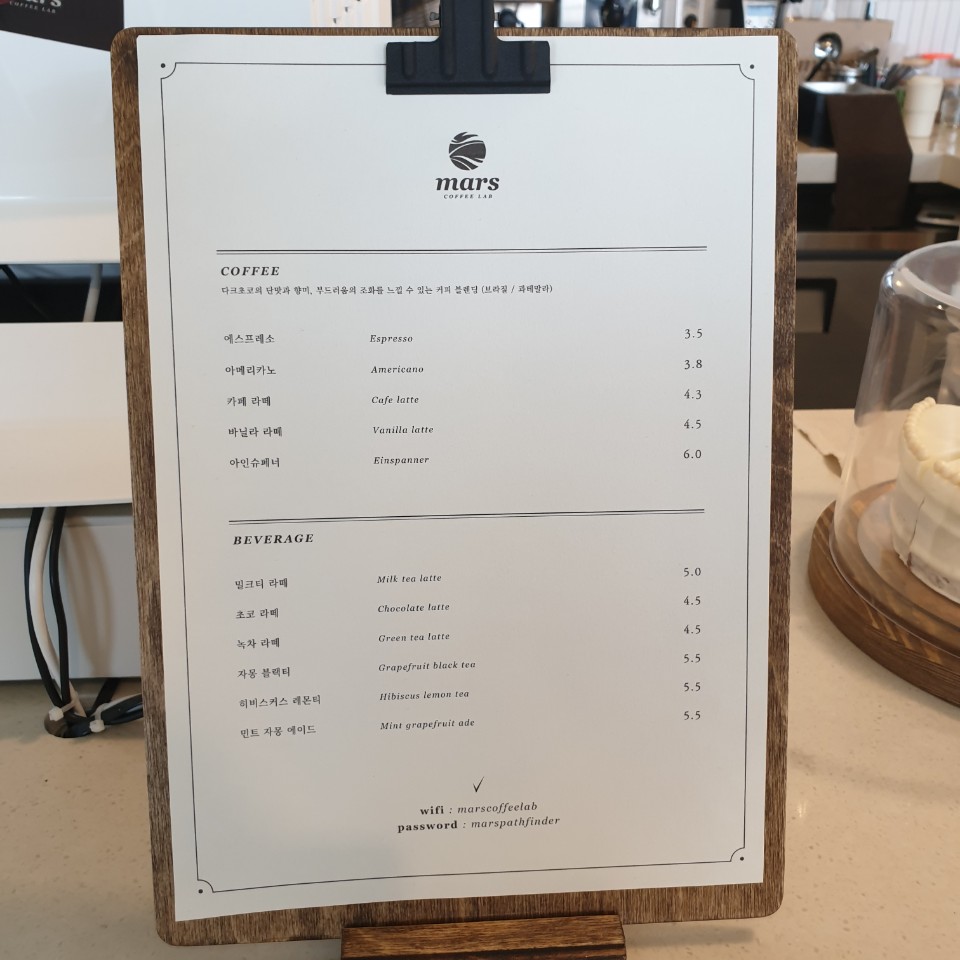 mars
COFFEE LAB
COFFEE
다크초코의 단맛과 향미, 부드러움의 조화를 느낄 수 있는 커피 블렌딩 (브라질 / 과테말라)
에스프레소 Espresso 3.5
아메리카노 Americano 3.8
카페 라떼 Cafe latte 4.3
바닐라 라떼 Vanilla latte 4.5
아인슈페너 Einspanner 6.0
BEVERAGE
밀크티 라떼 Milk tea latte 5.0
초코 라떼 Chocolate latte 4.5
녹차 라떼 Green tea latte 4.5
자몽 블랙티 Grapefruit black tea 5.5
히비스커스 레몬티 Hibiscus lemon tea 5.5
민트 자몽 에이드 Mint grapefruit ade 5.5
wifi : marscoffeelab
password : marspathfinder